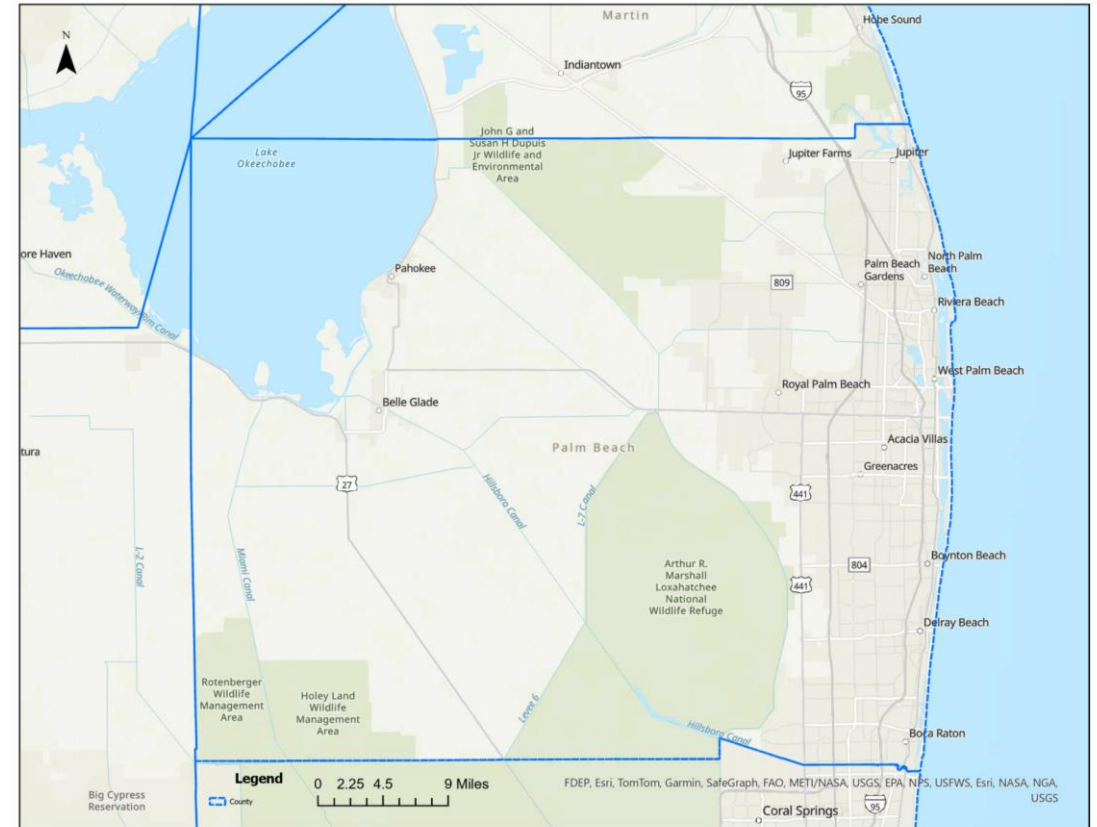 Martin
Hobe Sound
N
Indiantown
95
John G and
Susan H Dupuis
Jr Wildlife and
Environmental
Area
Lake
Okeechobee
Jupiter Farms
Jupiter
ore Haven
Okeechobee Waterway
Rim Canal
Pahokee
809
Palm Beach
Gardens
North Palm
Beach
Riviera Beach
West Palm Beach
Royal Palm Beach
Belle Glade
Acacia Villas
tura
Palm Beach
Greenacres
27
Hillsboro Canal
L-7 Canal
441
L-2 Canal
Miami Canal
Arthur R.
Marshall
Loxahatchee
National
Wildlife Refuge
804
441
Boynton Beach
Delray Beach
Rotenberger
Wildlife
Management
Area
Holey Land
Wildlife
Management
Area
Levee 6
Hillsboro Canal
Boca Raton
Big Cypress
Reservation
Legend
County
0 2.25 4.5 9 Miles
FDEP, Esri, TomTom, Garmin, SafeGraph, FAO, METI/NASA, USGS, EPA, NPS, USFWS, Esri, NASA, NGA,
USGS
95
Coral Springs